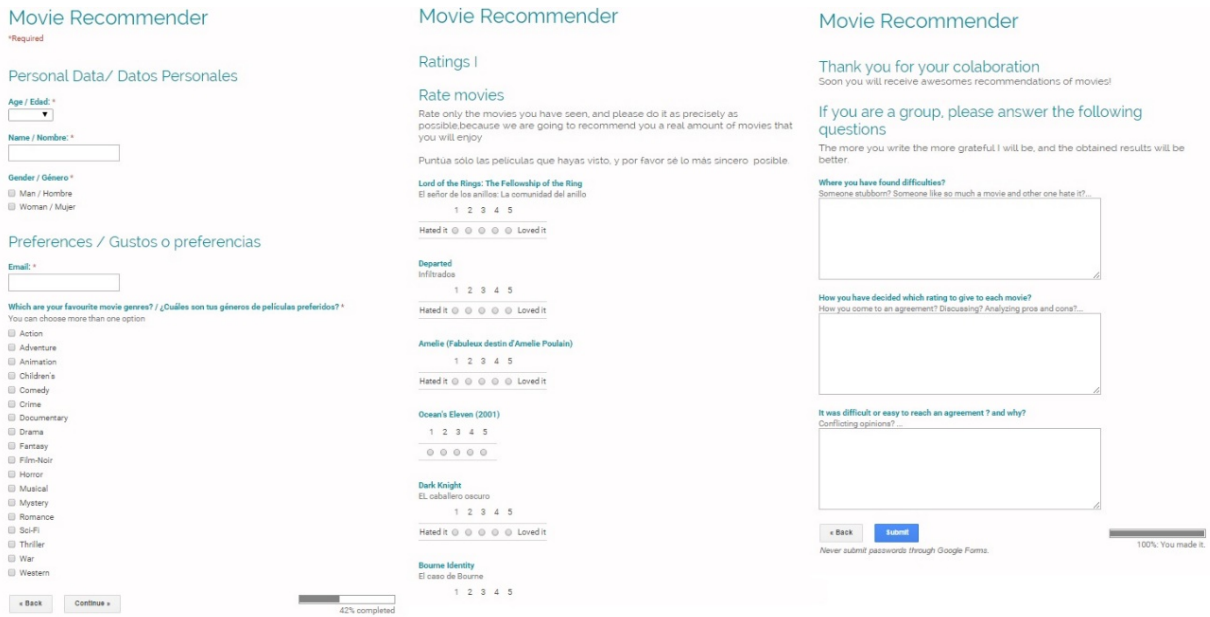 Movie Recommender
*Required
Personal Data/ Datos Personales
Age / Edad: *
Name / Nombre: *
Gender / Género *
Man / Hombre
Woman / Mujer
Preferences / Gustos o preferencias
Email: *
Which are your favourite movie genres? / ¿Cuáles son tus géneros de películas preferidos? *
You can choose more than one option
Action
Adventure
Animation
Children's
Comedy
Crime
Documentary
Drama
Fantasy
Film-Noir
Horror
Musical
Mystery
Romance
Sci-Fi
Thriller
War
Western
« Back Continue »
42% completed
Movie Recommender
Ratings I
Rate movies
Rate only the movies you have seen, and please do it as precisely as
possible,because we are going to recommend you a real amount of movies that
you will enjoy
Puntúa sólo las películas que hayas visto, y por favor sé lo más sincero posible.
Lord of the Rings: The Fellowship of the Ring
El señor de los anillos: La comunidad del anillo
1 2 3 4 5
Hated it Loved it
Departed
Infiltrados
1 2 3 4 5
Hated it Loved it
Amelie (Fabuleux destin d'Amelie Poulain)
1 2 3 4 5
Hated it Loved it
Ocean's Eleven (2001)
1 2 3 4 5
Dark Knight
EL caballero oscuro
1 2 3 4 5
Hated it Loved it
Bourne Identity
El caso de Bourne
1 2 3 4 5
Movie Recommender
Thank you for your colaboration
Soon you will receive awesomes recommendations of movies!
If you are a group, please answer the following
questions
The more you write the more grateful I will be, and the obtained results will be
better.
Where you have found difficulties?
Someone stubborn? Someone like so much a movie and other one hate it?...
How you have decided which rating to give to each movie?
How you come to an agreement? Discussing? Analyzing pros and cons?...
It was difficult or easy to reach an agreement ? and why?
Conflicting opinions? ...
« Back Submit
Never submit passwords through Google Forms.
100%: You made it.